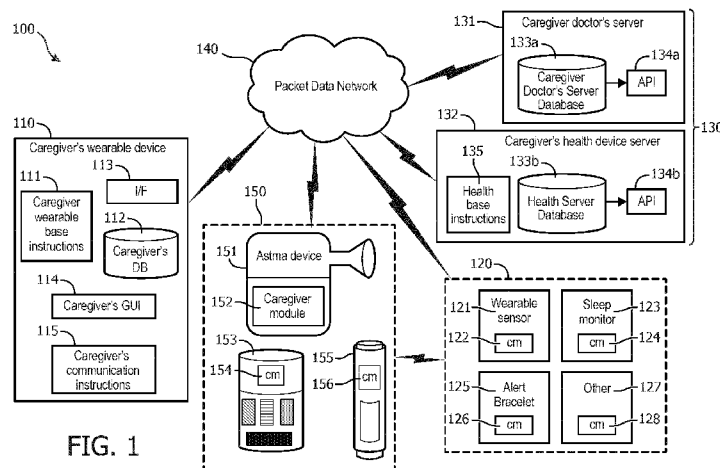 100
140
Packet Data Network
131
Caregiver doctor's server
133a
Caregiver
Doctor's Server
Database
134a
API
130
132
Caregiver's health device server
135
Health
base
instructions
133b
Health Server
Database
134b
API
110
Caregiver's wearable device
111
Caregiver
wearable
base
instructions
113
I/F
112
Caregiver's
DB
114
Caregiver's GUI
115
Caregiver's
communication
instructions
150
151
Astma device
152
Caregiver
module
153
154
cm
155
156
cm
120
121
Wearable
sensor
122
cm
123
Sleep
monitor
124
cm
125
Alert
Bracelet
126
cm
127
Other
128
cm
FIG. 1